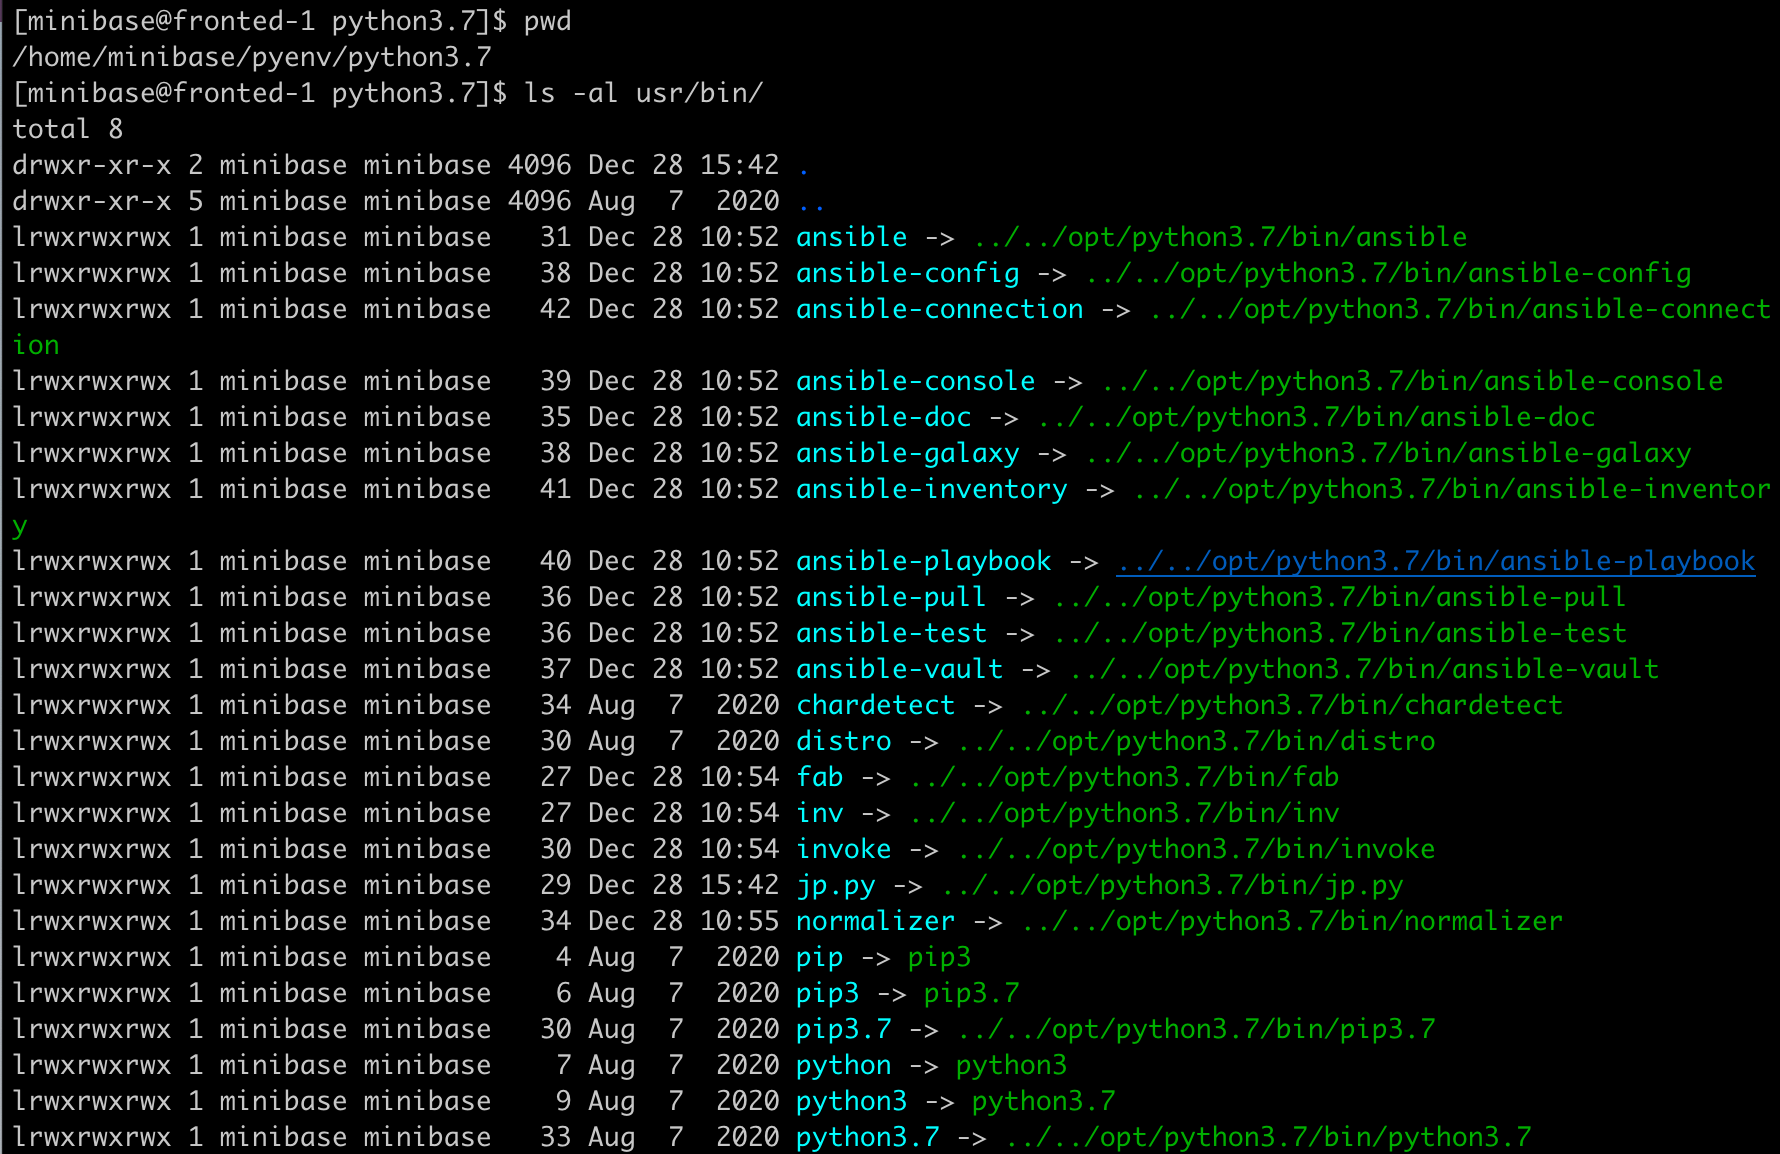 [minibase@fronted-1 python3.7]$ pwd
/home/minibase/pyenv/python3.7
[minibase@fronted-1 python3.7]$ ls -al usr/bin/
total 8
drwxr-xr-x 2 minibase minibase 4096 Dec 28 15:42 .
drwxr-xr-x 5 minibase minibase 4096 Aug  7  2020 ..
lrwxrwxrwx 1 minibase minibase   31 Dec 28 10:52 ansible -> ../../opt/python3.7/bin/ansible
lrwxrwxrwx 1 minibase minibase   38 Dec 28 10:52 ansible-config -> ../../opt/python3.7/bin/ansible-config
lrwxrwxrwx 1 minibase minibase   42 Dec 28 10:52 ansible-connection -> ../../opt/python3.7/bin/ansible-connect
ion
lrwxrwxrwx 1 minibase minibase   39 Dec 28 10:52 ansible-console -> ../../opt/python3.7/bin/ansible-console
lrwxrwxrwx 1 minibase minibase   35 Dec 28 10:52 ansible-doc -> ../../opt/python3.7/bin/ansible-doc
lrwxrwxrwx 1 minibase minibase   38 Dec 28 10:52 ansible-galaxy -> ../../opt/python3.7/bin/ansible-galaxy
lrwxrwxrwx 1 minibase minibase   41 Dec 28 10:52 ansible-inventory -> ../../opt/python3.7/bin/ansible-inventor
y
lrwxrwxrwx 1 minibase minibase   40 Dec 28 10:52 ansible-playbook -> ../../opt/python3.7/bin/ansible-playbook
lrwxrwxrwx 1 minibase minibase   36 Dec 28 10:52 ansible-pull -> ../../opt/python3.7/bin/ansible-pull
lrwxrwxrwx 1 minibase minibase   36 Dec 28 10:52 ansible-test -> ../../opt/python3.7/bin/ansible-test
lrwxrwxrwx 1 minibase minibase   37 Dec 28 10:52 ansible-vault -> ../../opt/python3.7/bin/ansible-vault
lrwxrwxrwx 1 minibase minibase   34 Aug  7  2020 chardetect -> ../../opt/python3.7/bin/chardetect
lrwxrwxrwx 1 minibase minibase   30 Aug  7  2020 distro -> ../../opt/python3.7/bin/distro
lrwxrwxrwx 1 minibase minibase   27 Dec 28 10:54 fab -> ../../opt/python3.7/bin/fab
lrwxrwxrwx 1 minibase minibase   27 Dec 28 10:54 inv -> ../../opt/python3.7/bin/inv
lrwxrwxrwx 1 minibase minibase   30 Dec 28 10:54 invoke -> ../../opt/python3.7/bin/invoke
lrwxrwxrwx 1 minibase minibase   29 Dec 28 15:42 jp.py -> ../../opt/python3.7/bin/jp.py
lrwxrwxrwx 1 minibase minibase   34 Dec 28 10:55 normalizer -> ../../opt/python3.7/bin/normalizer
lrwxrwxrwx 1 minibase minibase    4 Aug  7  2020 pip -> pip3
lrwxrwxrwx 1 minibase minibase    6 Aug  7  2020 pip3 -> pip3.7
lrwxrwxrwx 1 minibase minibase   30 Aug  7  2020 pip3.7 -> ../../opt/python3.7/bin/pip3.7
lrwxrwxrwx 1 minibase minibase    7 Aug  7  2020 python -> python3
lrwxrwxrwx 1 minibase minibase    9 Aug  7  2020 python3 -> python3.7
lrwxrwxrwx 1 minibase minibase   33 Aug  7  2020 python3.7 -> ../../opt/python3.7/bin/python3.7